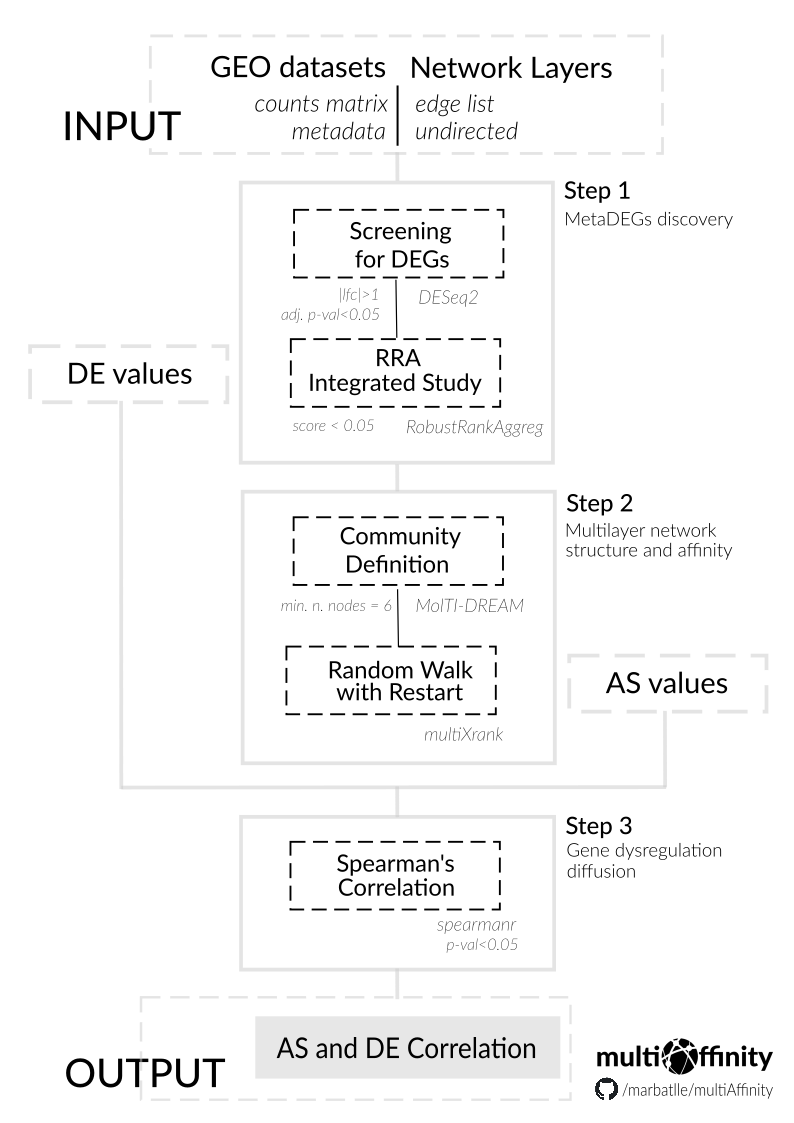 GEO datasets
counts matrix
metadata
Network Layers
edge list
undirected
INPUT
Step 1
MetaDEGs discovery
Screening
for DEGs
|lfc|>1
adj. p-val<0.05
DESeq2
RRA
Integrated Study
score < 0.05
RobustRankAggreg
DE values
Step 2
Multilayer network
structure and affinity
Community
Definition
min. n. nodes = 6
MolTI-DREAM
Random Walk
with Restart
multiXrank
AS values
Step 3
Gene dysregulation
diffusion
Spearman's
Correlation
spearmanr
p-val<0.05
OUTPUT
AS and DE Correlation
multiAffinity
/marbatlle/multiAffinity